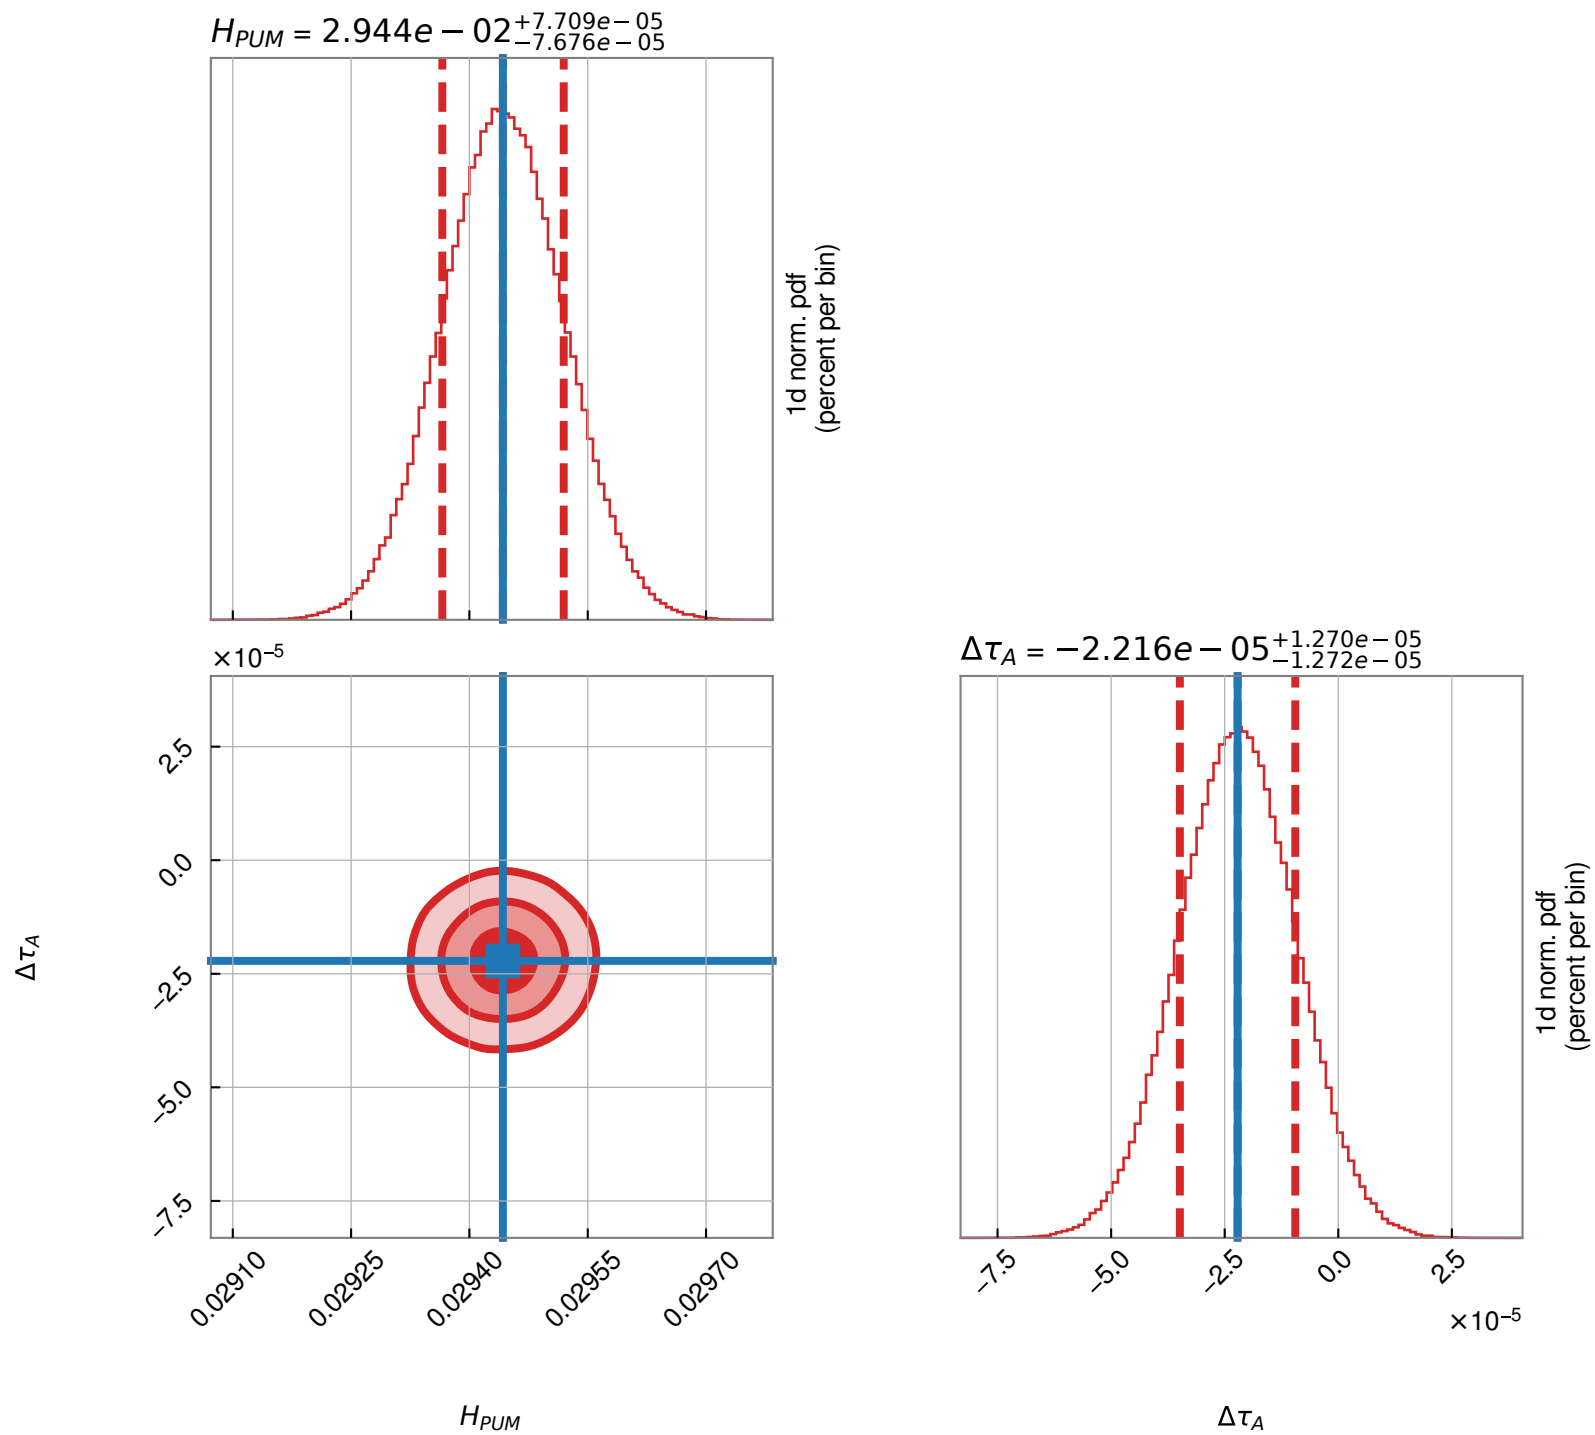 H_PUM = 2.944e − 02 +7.709e−05 −7.676e−05
1d norm. pdf
(percent per bin)
×10⁻⁵
2.5
0.0
−2.5
−5.0
−7.5
Δτ_A
0.02910
0.02925
0.02940
0.02955
0.02970
H_PUM
Δτ_A = −2.216e − 05 +1.270e−05 −1.272e−05
1d norm. pdf
(percent per bin)
−7.5
−5.0
−2.5
0.0
2.5
×10⁻⁵
Δτ_A